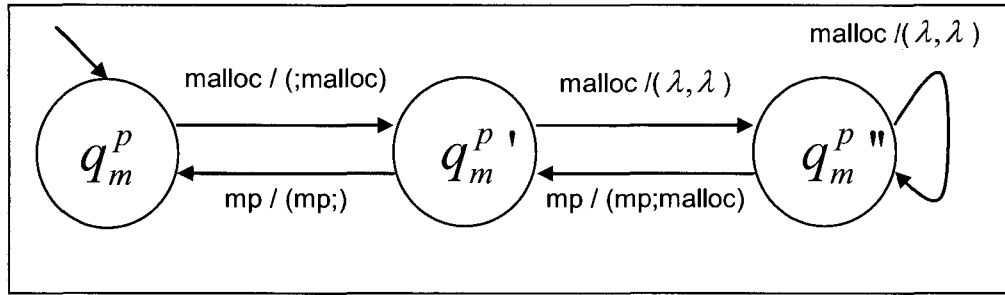 malloc /(λ, λ)
malloc / (;malloc)
malloc /(λ, λ)
q_m^p
q_m^p '
q_m^p "
mp / (mp;)
mp / (mp;malloc)